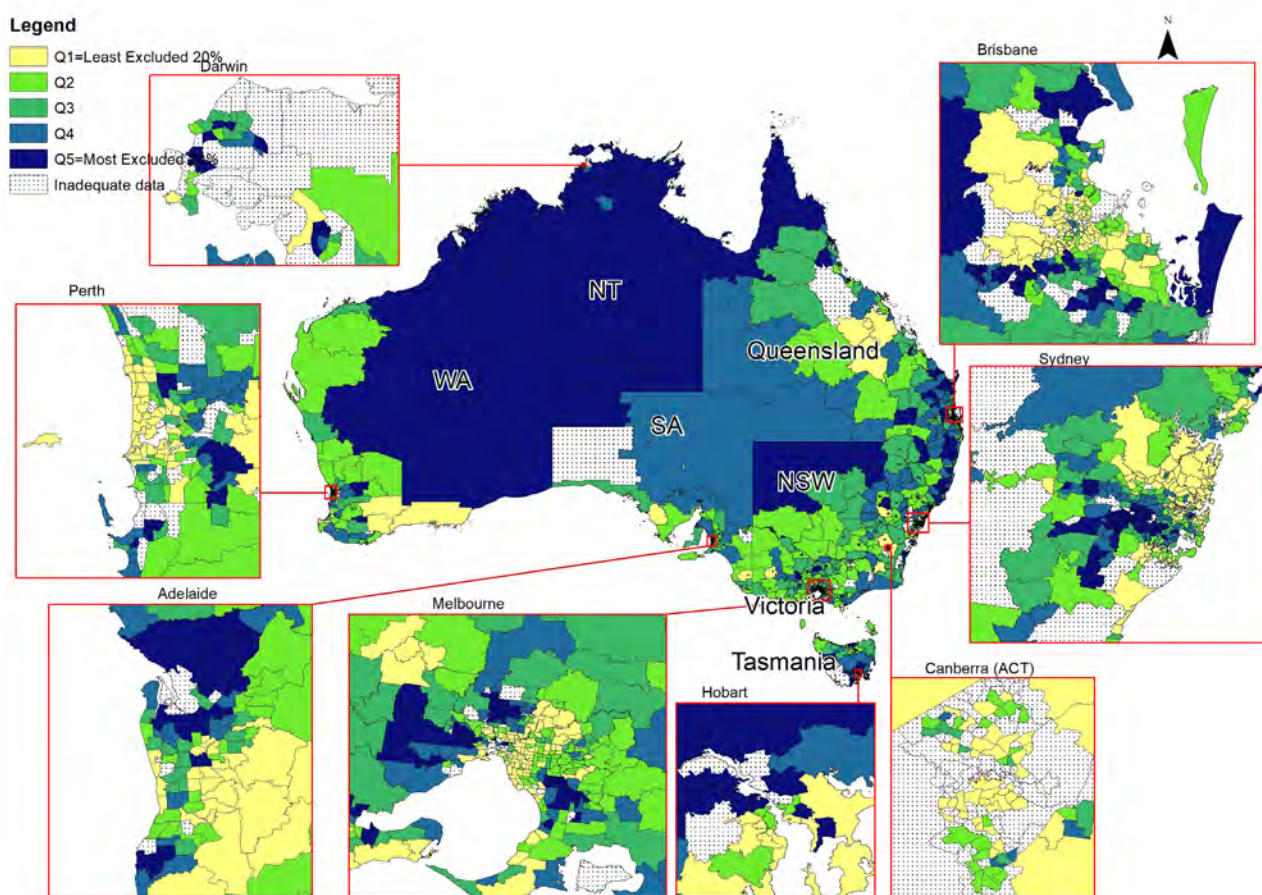 Legend
Q1=Least Excluded 20%
Q2
Q3
Q4
Q5=Most Excluded
%
Inadequate data
Darwin
N
Brisbane
Perth
NT
WA
Queensland
SA
NSW
Sydney
Adelaide
Melbourne
Victoria
Tasmania
Hobart
Canberra (ACT)